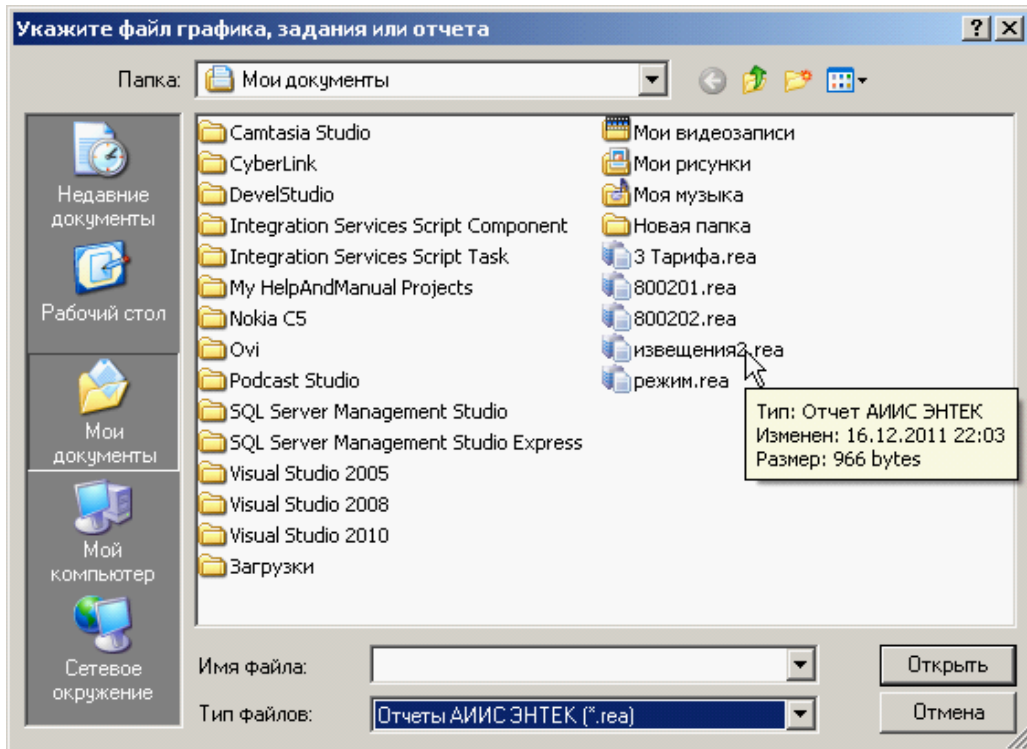 Укажите файл графика, задания или отчета
Папка:
Мои документы
Недавние
документы
Рабочий стол
Мои
документы
Мой
компьютер
Сетевое
окружение
Camtasia Studio
CyberLink
DevelStudio
Integration Services Script Component
Integration Services Script Task
My HelpAndManual Projects
Nokia C5
Ovi
Podcast Studio
SQL Server Management Studio
SQL Server Management Studio Express
Visual Studio 2005
Visual Studio 2008
Visual Studio 2010
Загрузки
Мои видеозаписи
Мои рисунки
Моя музыка
Новая папка
3 Тарифа.rea
800201.rea
800202.rea
извещения2.rea
режим.rea
Тип: Отчет АИИС ЭНТЕК
Изменен: 16.12.2011 22:03
Размер: 966 bytes
Имя файла:
Открыть
Тип файлов:
Отчеты АИИС ЭНТЕК (*.rea)
Отмена